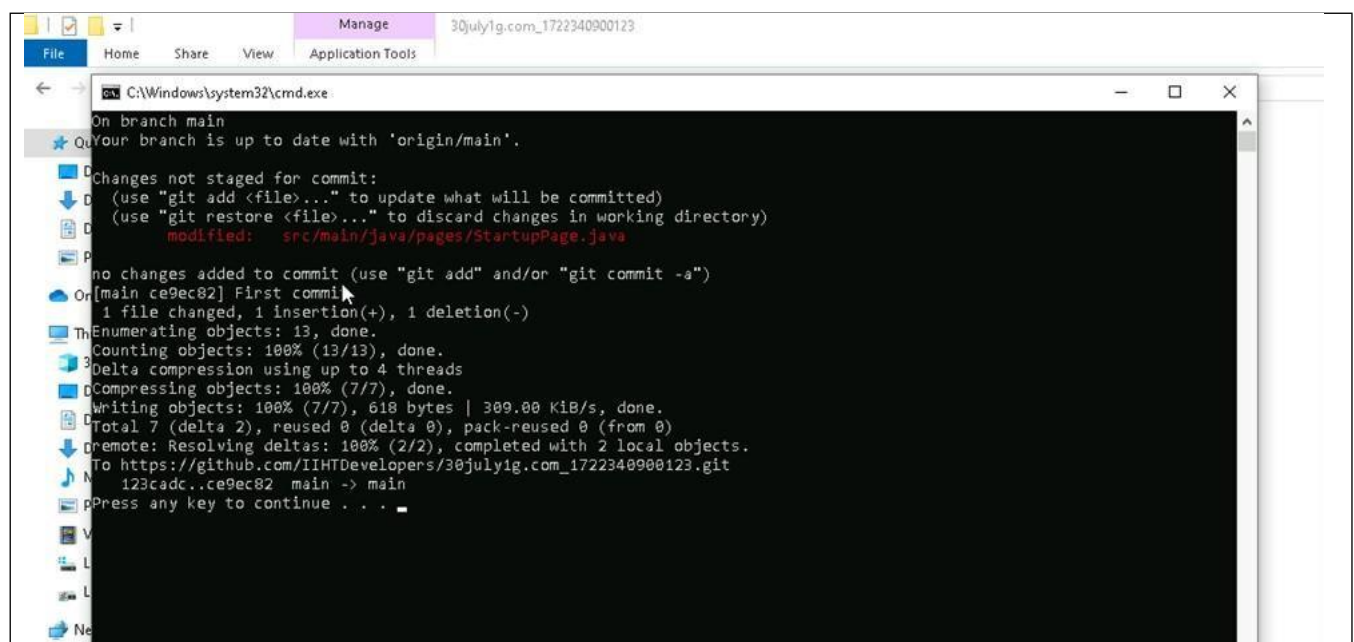 Manage
30july1g.com_1722340900123
File Home Share View Application Tools
C:\Windows\system32\cmd.exe
On branch main
Your branch is up to date with 'origin/main'.
Changes not staged for commit:
(use "git add <file>..." to update what will be committed)
(use "git restore <file>..." to discard changes in working directory)
modified: src/main/java/pages/StartupPage.java
no changes added to commit (use "git add" and/or "git commit -a")
[main ce9ec82] First commit
1 file changed, 1 insertion(+), 1 deletion(-)
Enumerating objects: 13, done.
Counting objects: 100% (13/13), done.
Delta compression using up to 4 threads
Compressing objects: 100% (7/7), done.
Writing objects: 100% (7/7), 618 bytes | 309.00 KiB/s, done.
Total 7 (delta 2), reused 0 (delta 0), pack-reused 0 (from 0)
remote: Resolving deltas: 100% (2/2), completed with 2 local objects.
To https://github.com/IIHTDevelopers/30july1g.com_1722340900123.git
123cadc..ce9ec82 main -> main
Press any key to continue . . .